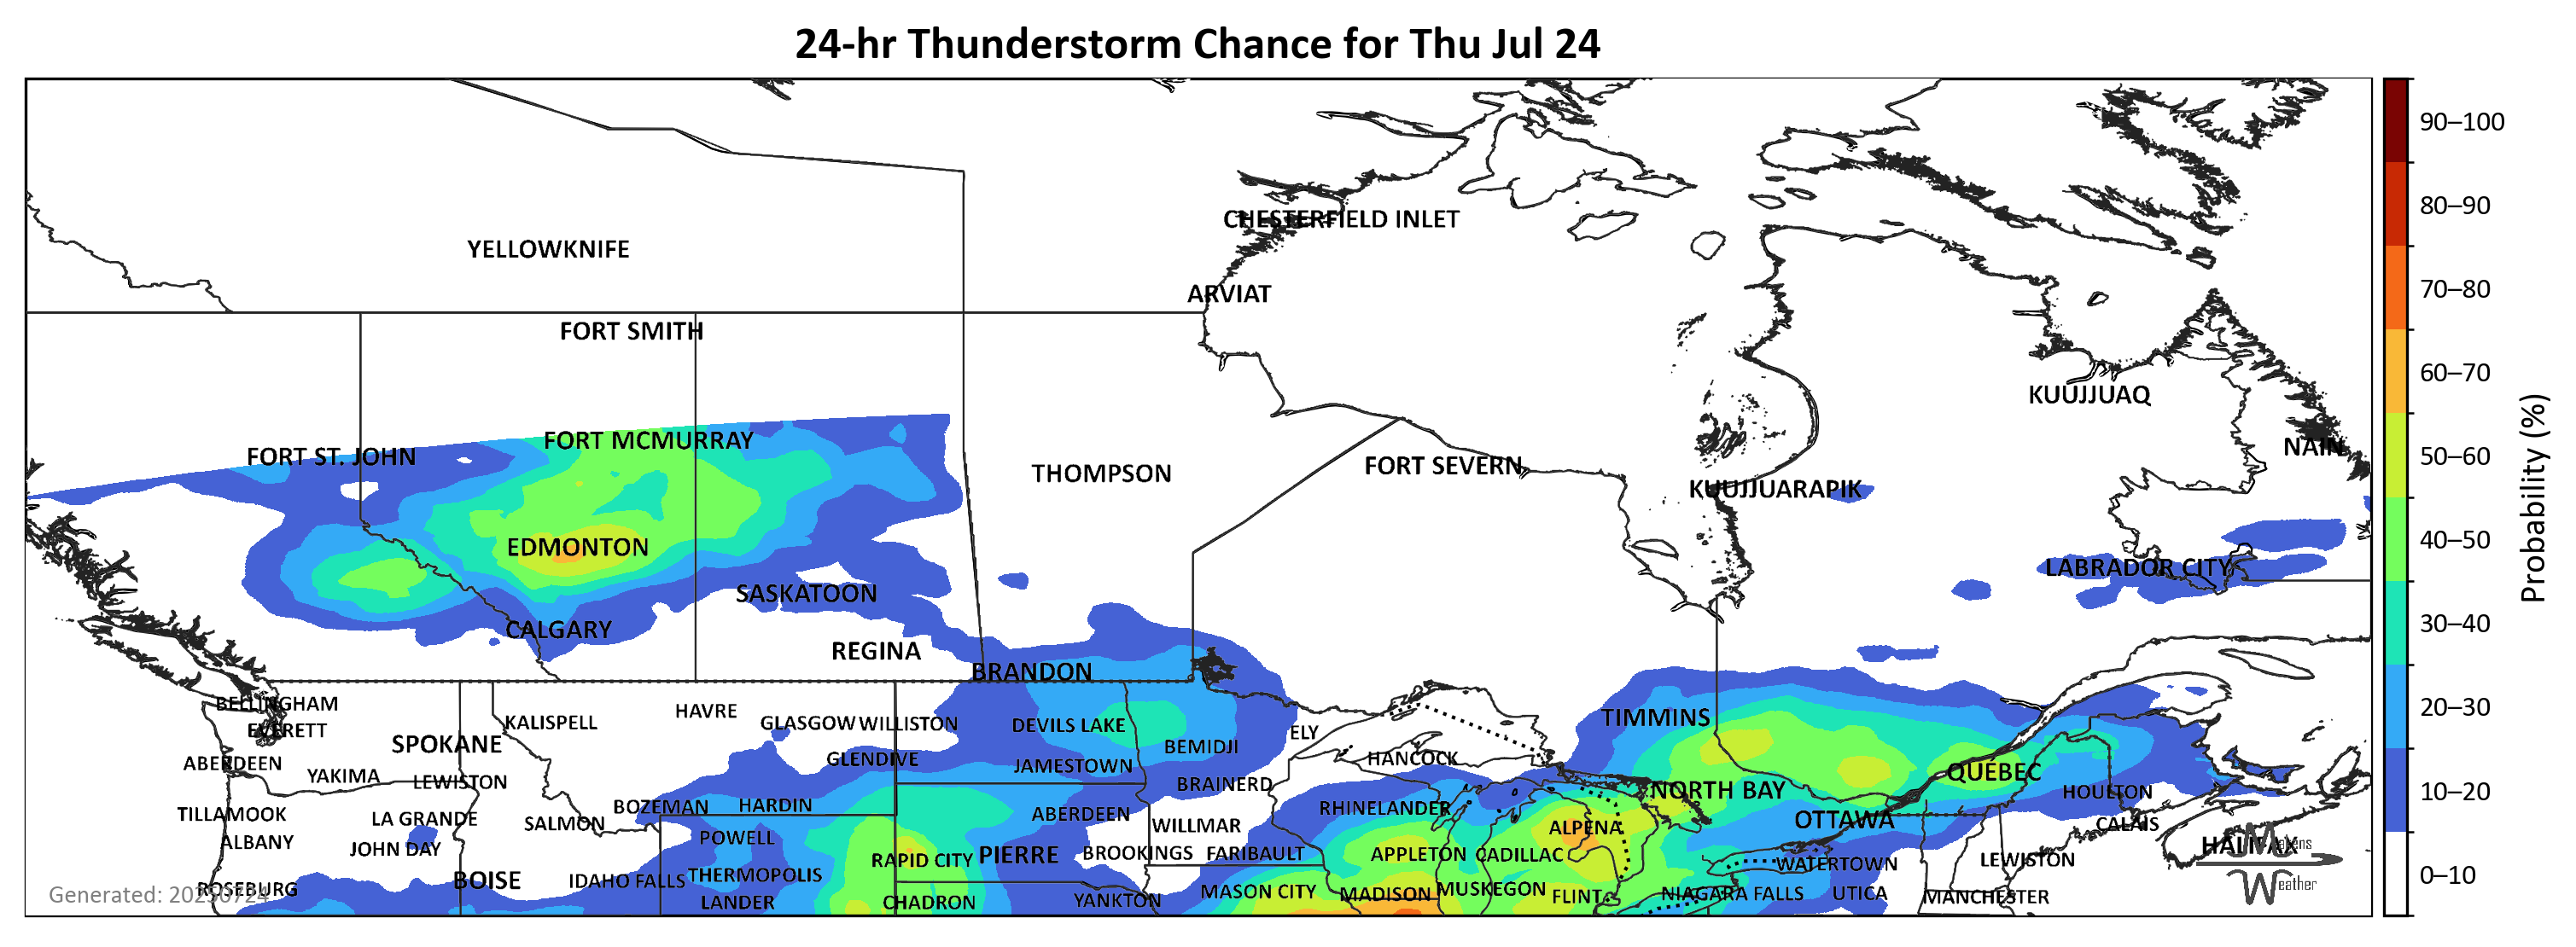 24-hr Thunderstorm Chance for Thu Jul 24
90–100
80–90
CHESTERFIELD INLET
YELLOWKNIFE
70–80
ARVIAT
FORT SMITH
60–70
KUUJJUAQ
FORT MCMURRAY
NAIN
FORT ST. JOHN
50–60
FORT SEVERN
THOMPSON
KUUJJUARAPIK
Probability (%)
EDMONTON
40–50
LABRADOR CITY
SASKATOON
CALGARY
30–40
REGINA
BRANDON
BELLINGHAM
HAVRE
20–30
TIMMINS
KALISPELL
GLASGOW
WILLISTON
DEVILS LAKE
EVERETT
ELY
SPOKANE
BEMIDJI
GLENDIVE
HANCOCK
ABERDEEN
JAMESTOWN
QUÉBEC
YAKIMA
LEWISTON
BRAINERD
NORTH BAY
HOULTON
10–20
BOZEMAN
HARDIN
RHINELANDER
TILLAMOOK
LA GRANDE
SALMON
ABERDEEN
WILLMAR
ALPENA
OTTAWA
CALAIS
POWELL
ALBANY
JOHN DAY
HALIFAX
Makens
RAPID CITY
PIERRE
BROOKINGS
FARIBAULT
APPLETON
CADILLAC
WATERTOWN
LEWISTON
THERMOPOLIS
0–10
BOISE
IDAHO FALLS
Weather
ROSEBURG
Generated: 20250724
MASON CITY
MADISON
MUSKEGON
FLINT
NIAGARA FALLS
UTICA
MANCHESTER
LANDER
CHADRON
YANKTON